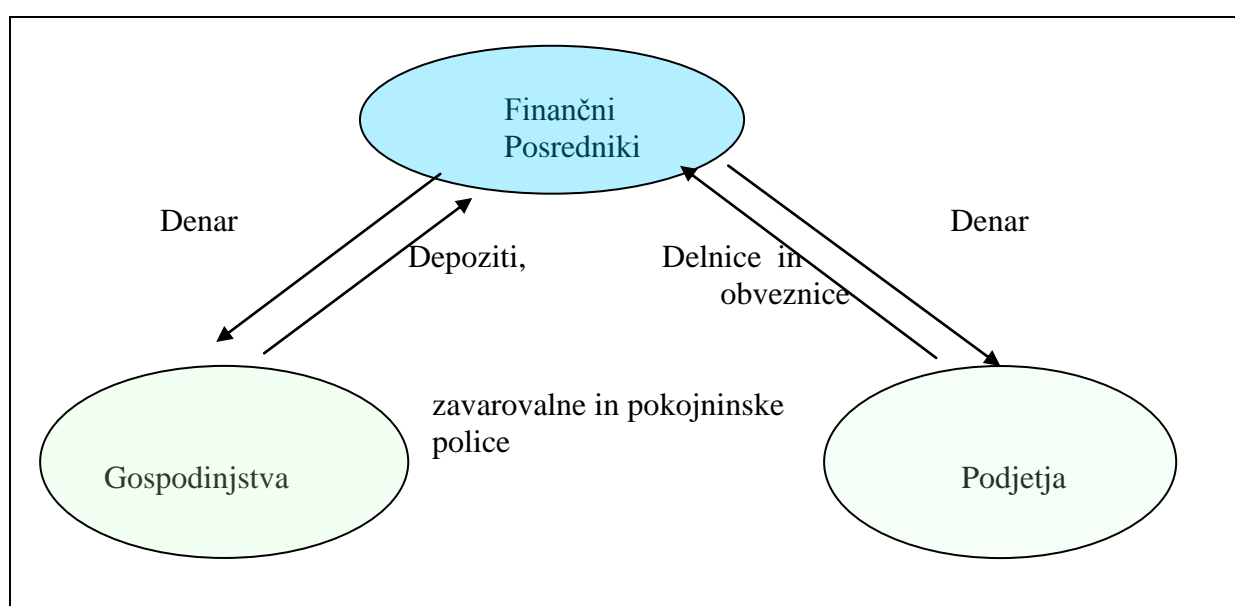 Finančni
Posredniki
Denar
Denar
Depoziti,
Delnice in
obveznice
zavarovalne in pokojninske
police
Gospodinjstva
Podjetja